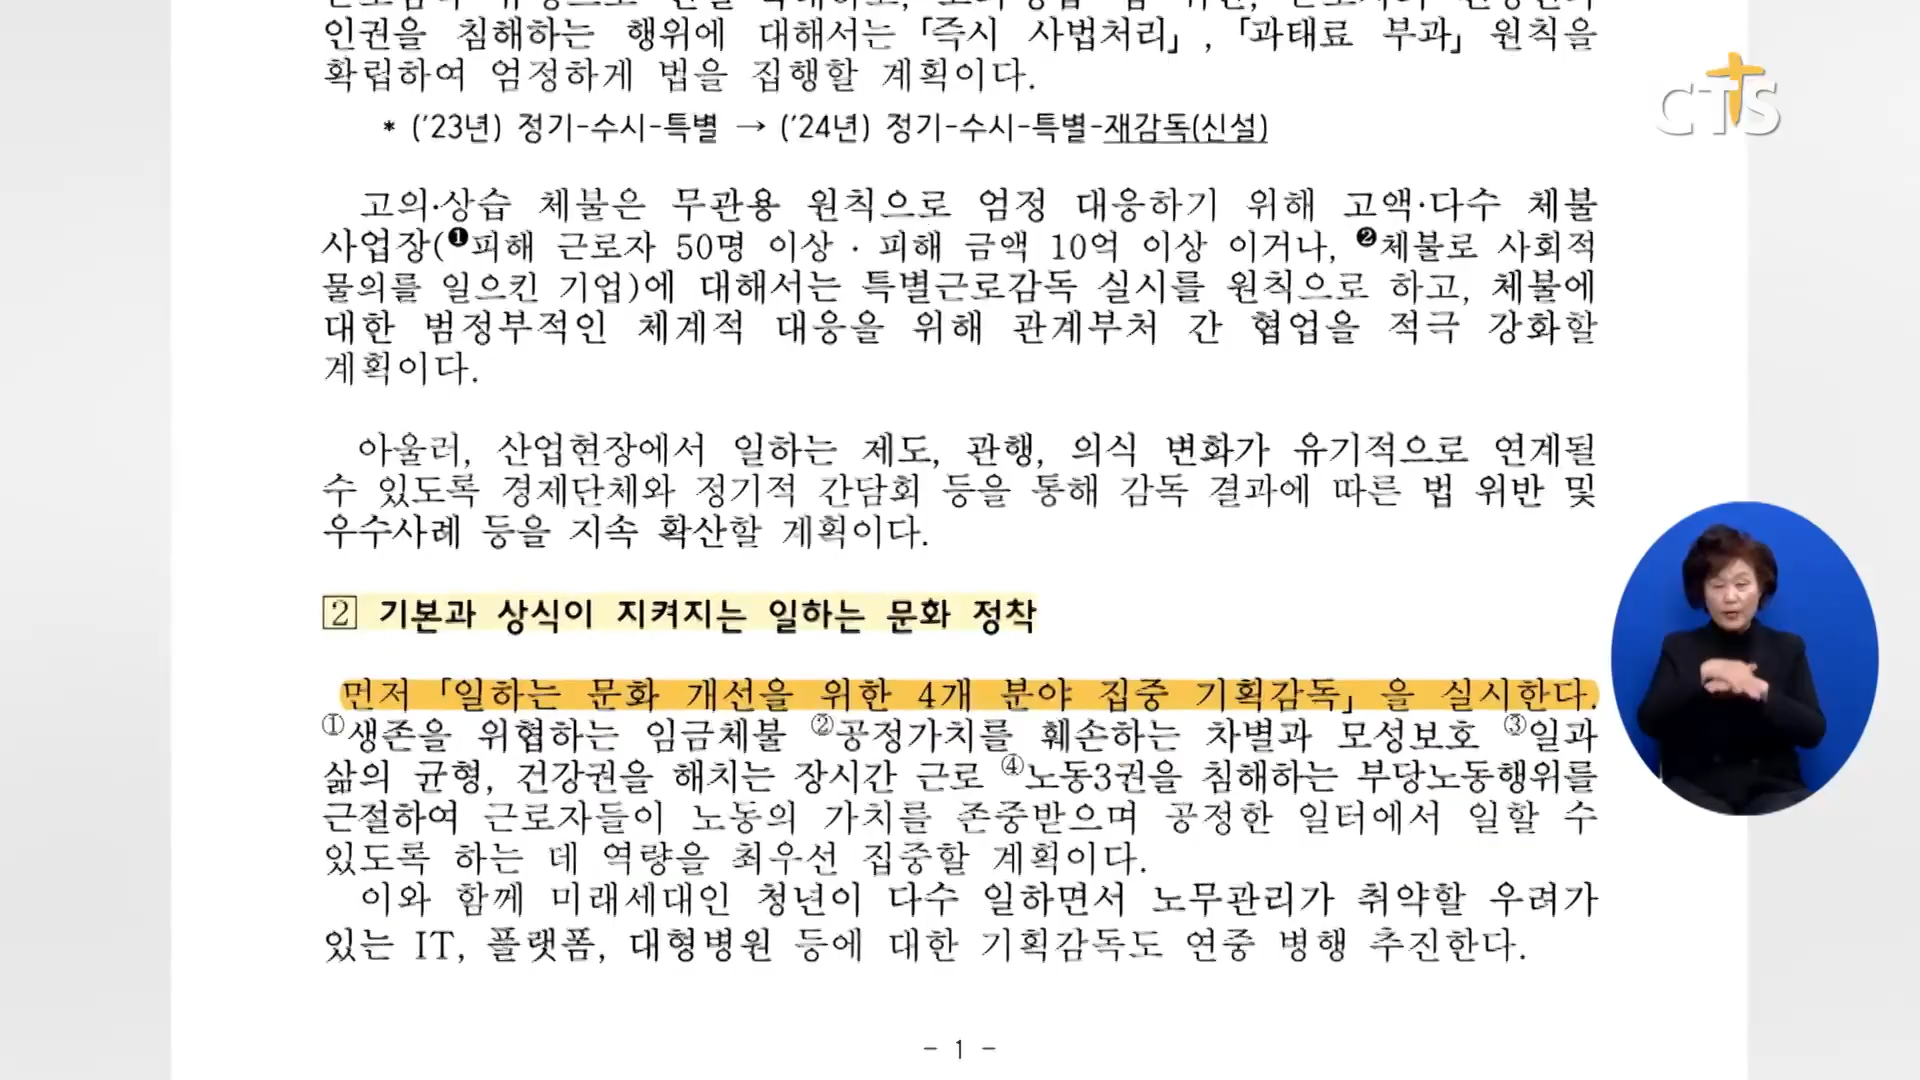 인권을 침해하는 행위에 대해서는 「즉시 사법처리」, 「과태료 부과」 원칙을
확립하여 엄정하게 법을 집행할 계획이다.
* ('23년) 정기-수시-특별 → ('24년) 정기-수시-특별-재감독(신설)
고의·상습 체불은 무관용 원칙으로 엄정 대응하기 위해 고액·다수 체불
사업장(❶피해 근로자 50명 이상 · 피해 금액 10억 이상 이거나, ❷체불로 사회적
물의를 일으킨 기업)에 대해서는 특별근로감독 실시를 원칙으로 하고, 체불에
대한 범정부적인 체계적 대응을 위해 관계부처 간 협업을 적극 강화할
계획이다.
아울러, 산업현장에서 일하는 제도, 관행, 의식 변화가 유기적으로 연계될
수 있도록 경제단체와 정기적 간담회 등을 통해 감독 결과에 따른 법 위반 및
우수사례 등을 지속 확산할 계획이다.
2 기본과 상식이 지켜지는 일하는 문화 정착
먼저 「일하는 문화 개선을 위한 4개 분야 집중 기획감독」을 실시한다.
①생존을 위협하는 임금체불 ②공정가치를 훼손하는 차별과 모성보호 ③일과
삶의 균형, 건강권을 해치는 장시간 근로 ④노동3권을 침해하는 부당노동행위를
근절하여 근로자들이 노동의 가치를 존중받으며 공정한 일터에서 일할 수
있도록 하는 데 역량을 최우선 집중할 계획이다.
이와 함께 미래세대인 청년이 다수 일하면서 노무관리가 취약할 우려가
있는 IT, 플랫폼, 대형병원 등에 대한 기획감독도 연중 병행 추진한다.
- 1 -
CTS